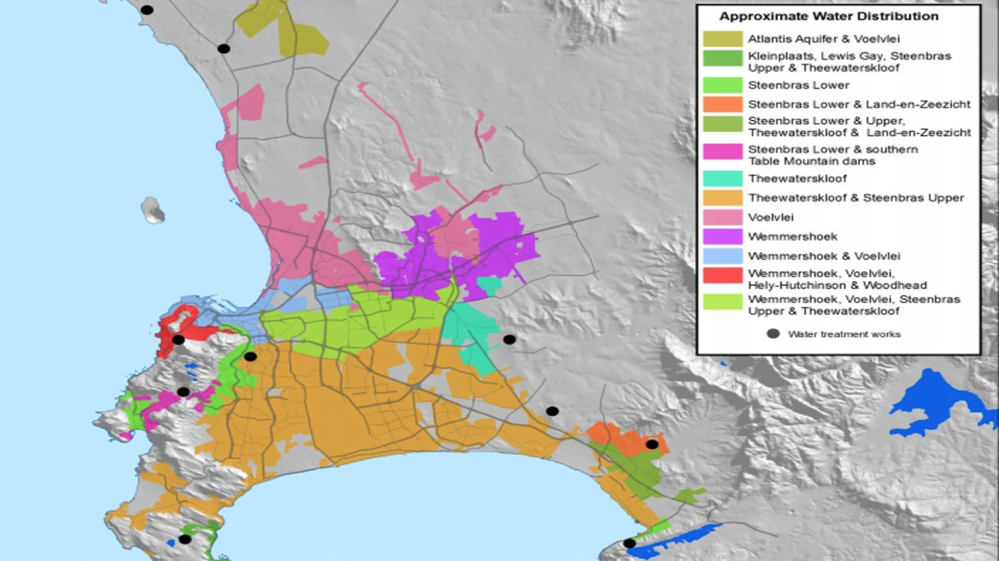 Approximate Water Distribution
Atlantis Aquifer & Voelvlei
Kleinplaats, Lewis Gay, Steenbras
Upper & Theewaterskloof
Steenbras Lower
Steenbras Lower & Land-en-Zeezicht
Steenbras Lower & Upper,
Theewaterskloof & Land-en-Zeezicht
Steenbras Lower & southern
Table Mountain dams
Theewaterskloof
Theewaterskloof & Steenbras Upper
Voelvlei
Wemmershoek
Wemmershoek & Voelvlei
Wemmershoek, Voelvlei,
Hely-Hutchinson & Woodhead
Wemmershoek, Voelvlei, Steenbras
Upper & Theewaterskloof
Water treatment works